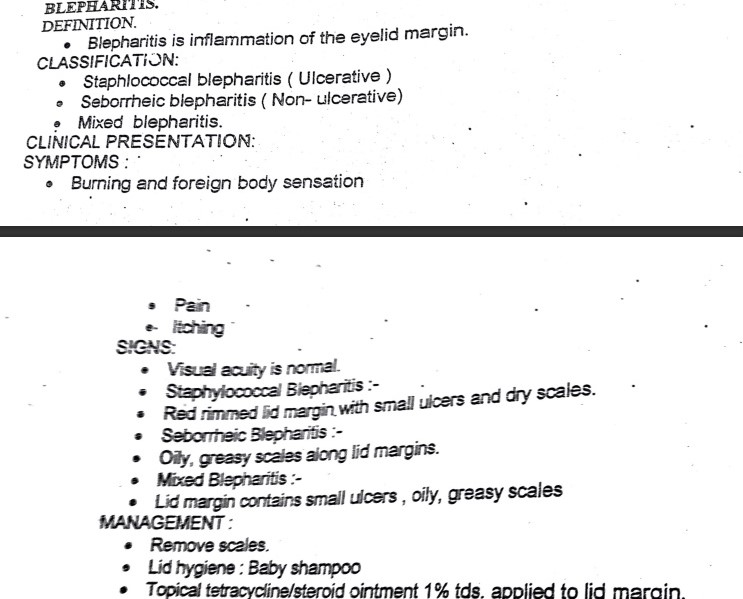 BLEPHARITIS.
DEFINITION.
• Blepharitis is inflammation of the eyelid margin.
CLASSIFICATION:
• Staphlococcal blepharitis ( Ulcerative )
• Seborrheic blepharitis ( Non- ulcerative)
• Mixed blepharitis.
CLINICAL PRESENTATION:
SYMPTOMS :
• Burning and foreign body sensation
• Pain
• Itching
SIGNS:
• Visual acuity is normal.
• Staphylococcal Blepharitis :-
• Red rimmed lid margin with small ulcers and dry scales.
• Seborrheic Blepharitis :-
• Oily, greasy scales along lid margins.
• Mixed Blepharitis :-
• Lid margin contains small ulcers , oily, greasy scales
MANAGEMENT :
• Remove scales.
• Lid hygiene : Baby shampoo
• Topical tetracycline/steroid ointment 1% tds, applied to lid margin.